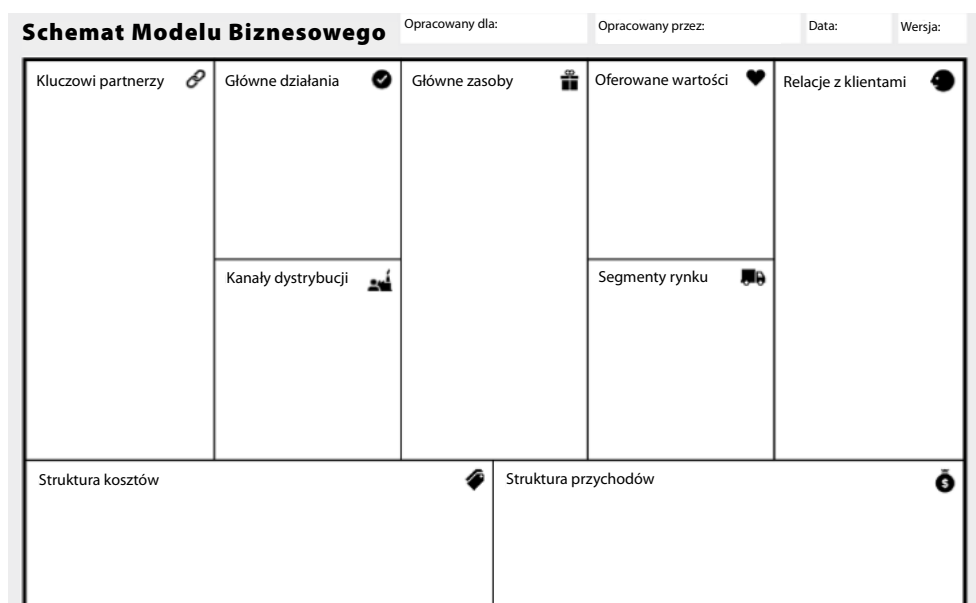 Schemat Modelu Biznesowego
Opracowany dla:
Opracowany przez:
Data:
Wersja:
Kluczowi partnerzy
Główne działania
Główne zasoby
Oferowane wartości
Relacje z klientami
Kanały dystrybucji
Segmenty rynku
Struktura kosztów
Struktura przychodów